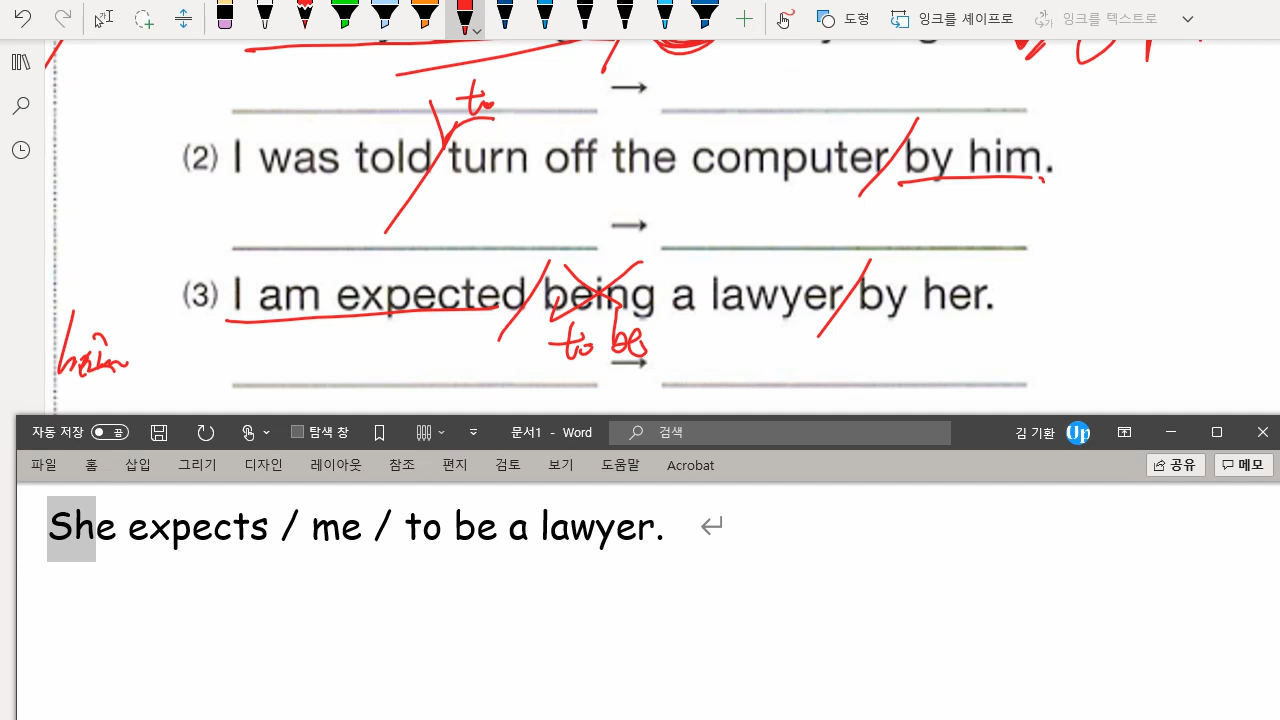 도형 잉크를 셰이프로 잉크를 텍스트로
→
to
(2) I was told turn off the computer by him.
→
(3) I am expected being a lawyer by her.
to be
→
자동 저장 끔 탐색 창 문서1 - Word 검색 김 기환 Up
파일 홈 삽입 그리기 디자인 레이아웃 참조 편지 검토 보기 도움말 Acrobat 공유 메모
She expects / me / to be a lawyer. ↵